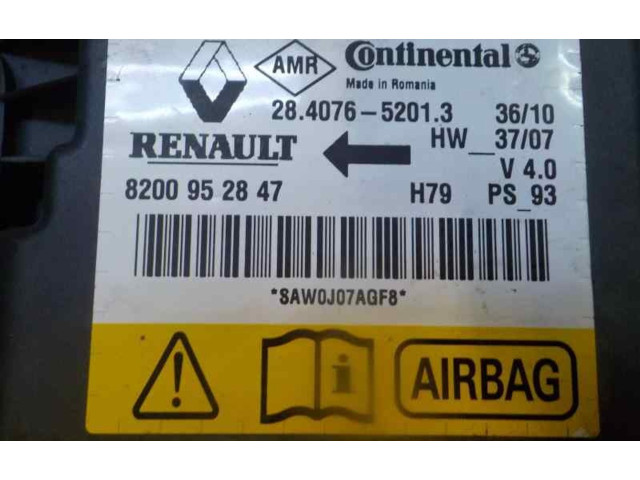 AMR Continental
Made in Romania
28.4076-5201.3 36/10
RENAULT HW__37/07
V 4.0
8200 95 28 47 H79 PS_93
*SAW0J07AGF8*
i AIRBAG